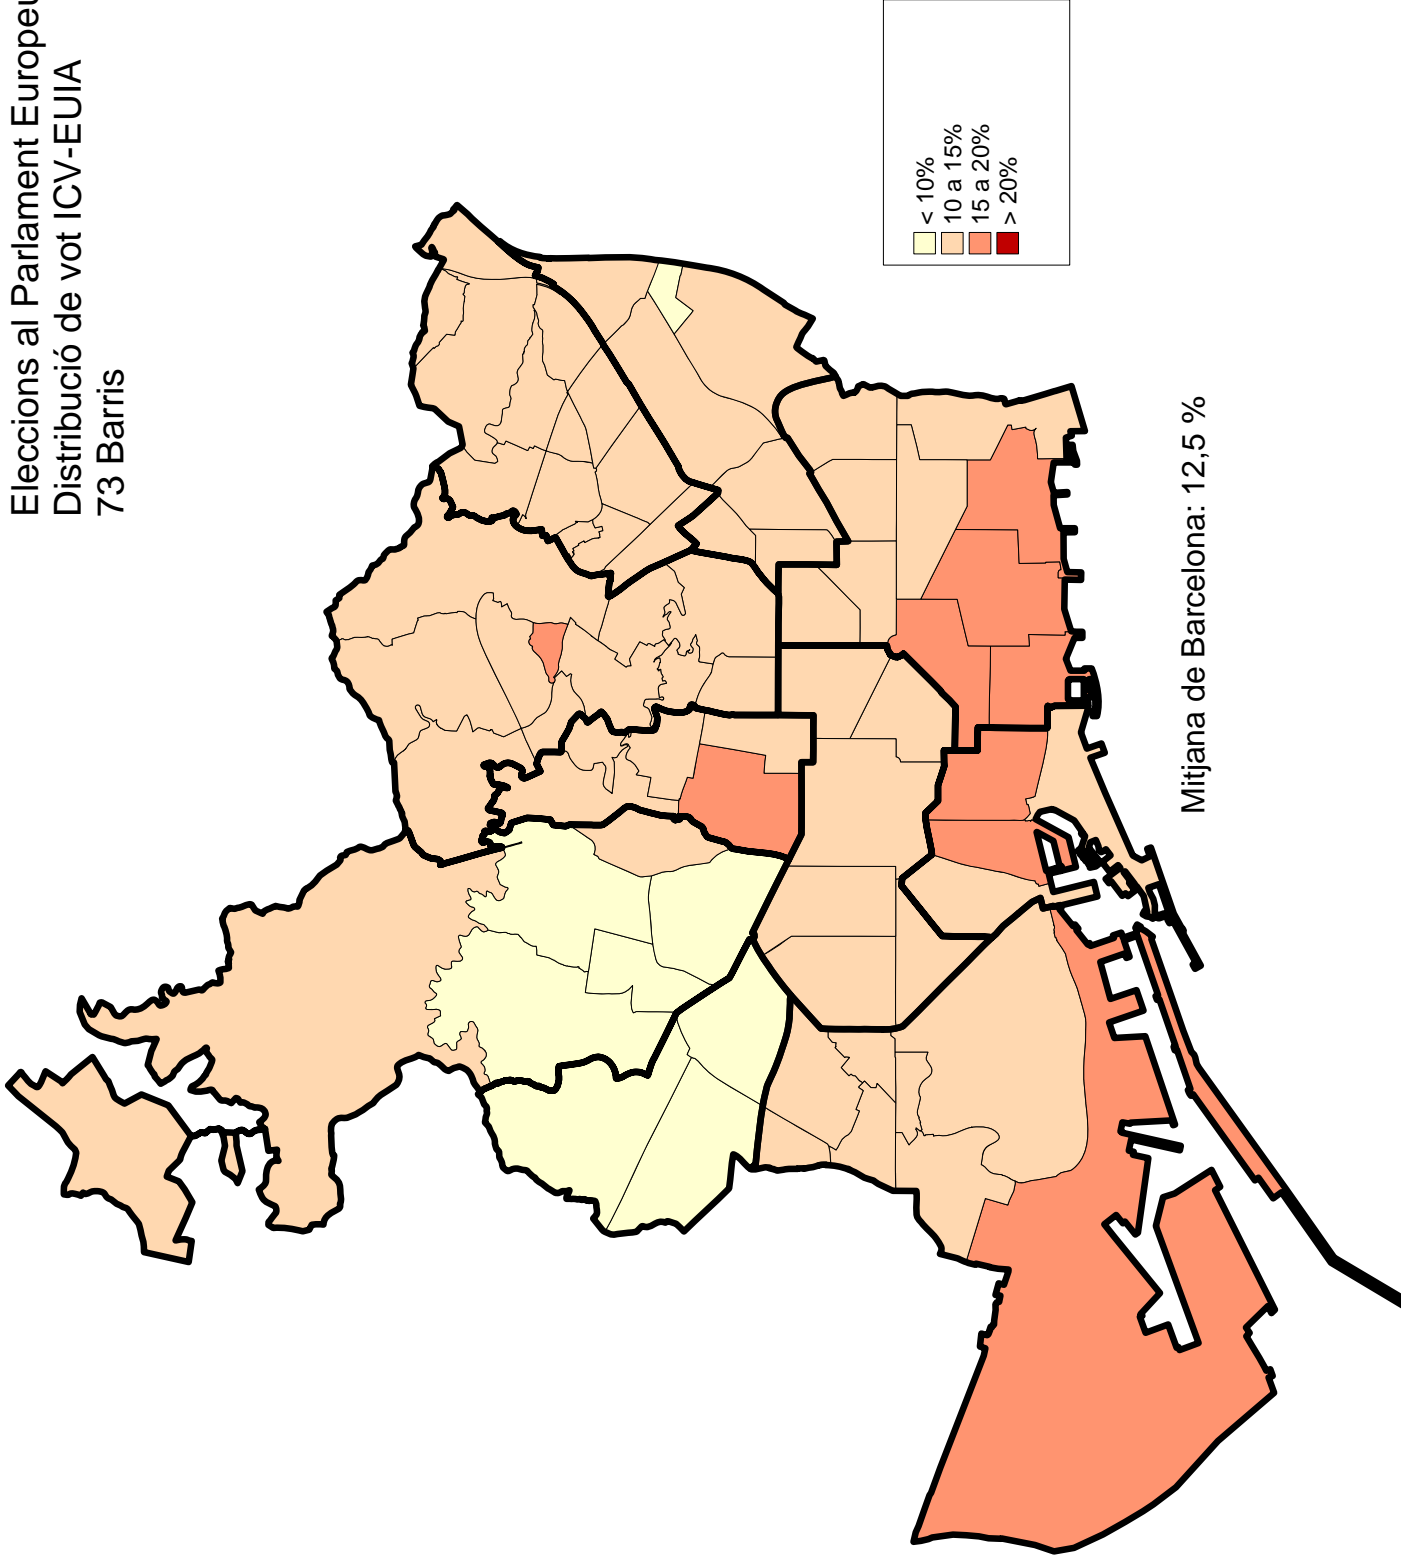 Eleccions al Parlament Europeu
Distribució de vot ICV-EUIA
73 Barris
< 10%
10 a 15%
15 a 20%
> 20%
Mitjana de Barcelona: 12,5 %